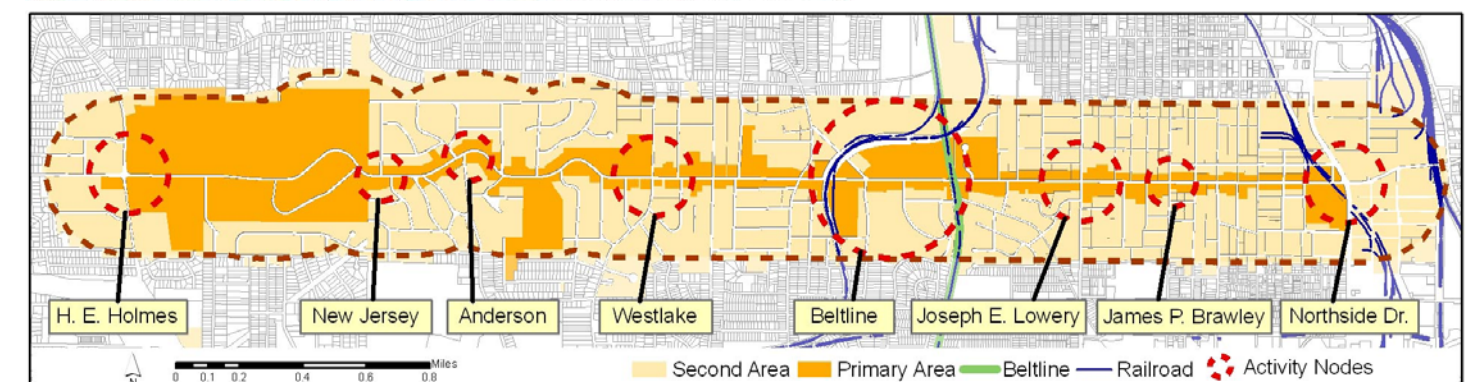 H. E. Holmes
New Jersey
Anderson
Westlake
Beltline
Joseph E. Lowery
James P. Brawley
Northside Dr.
Miles
0 0.1 0.2 0.4 0.6 0.8
N
Second Area Primary Area Beltline Railroad Activity Nodes